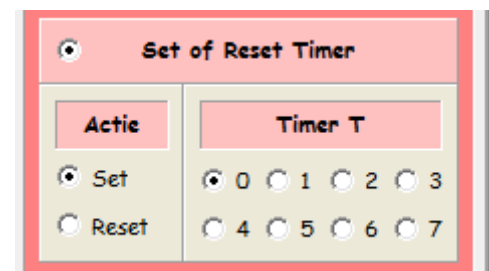 Set of Reset Timer
Actie
Timer T
Set
0 1 2 3
Reset
4 5 6 7